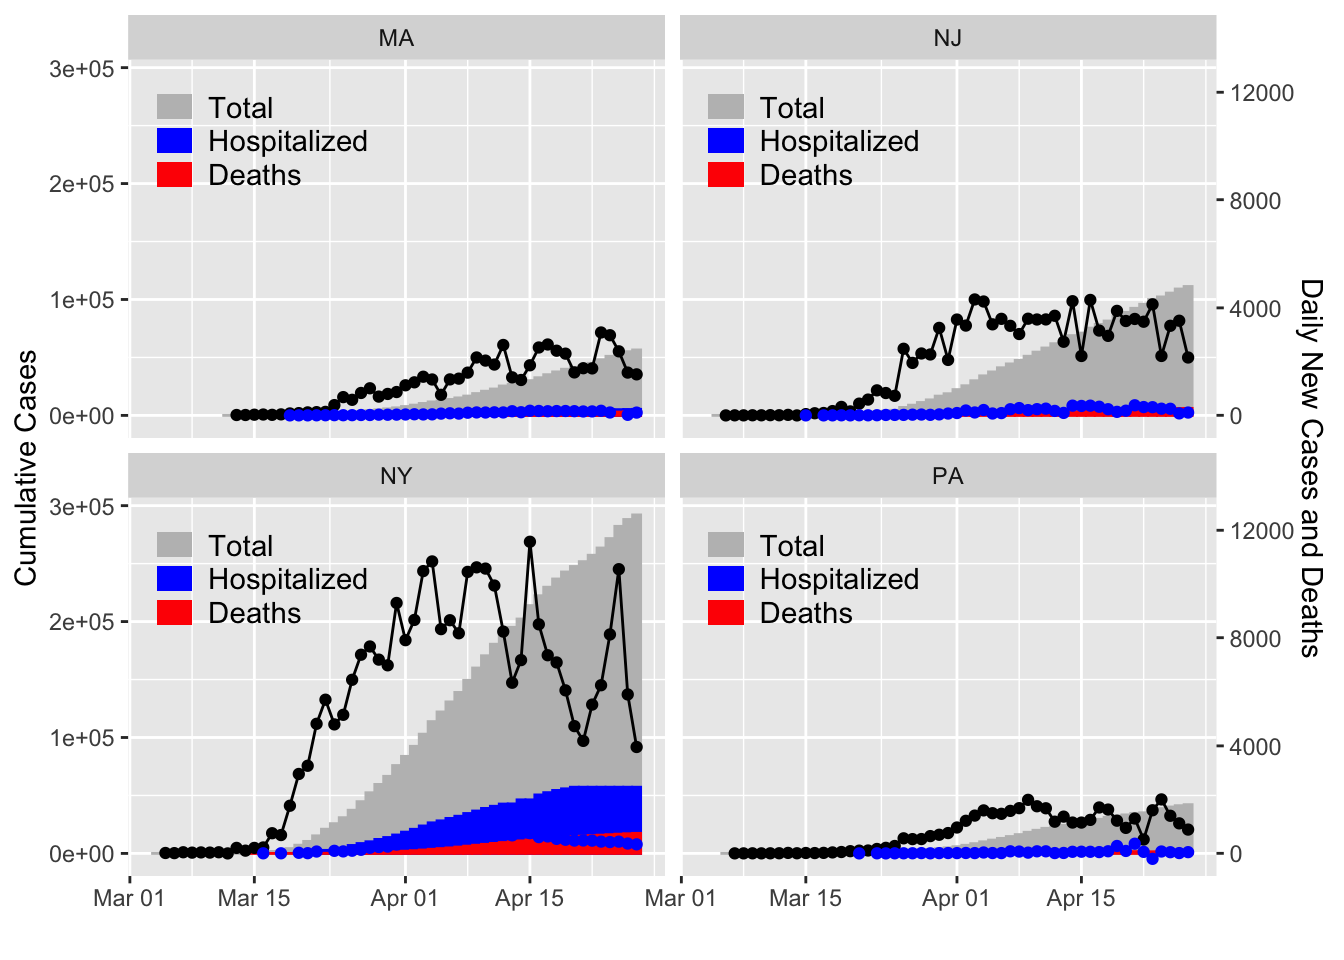 MA
NJ
3e+05
2e+05
1e+05
0e+00
Total
Hospitalized
Deaths
Total
Hospitalized
Deaths
12000
8000
4000
0
NY
PA
3e+05
2e+05
1e+05
0e+00
Total
Hospitalized
Deaths
Total
Hospitalized
Deaths
12000
8000
4000
0
Mar 01
Mar 15
Apr 01
Apr 15
Mar 01
Mar 15
Apr 01
Apr 15
Cumulative Cases
Daily New Cases and Deaths